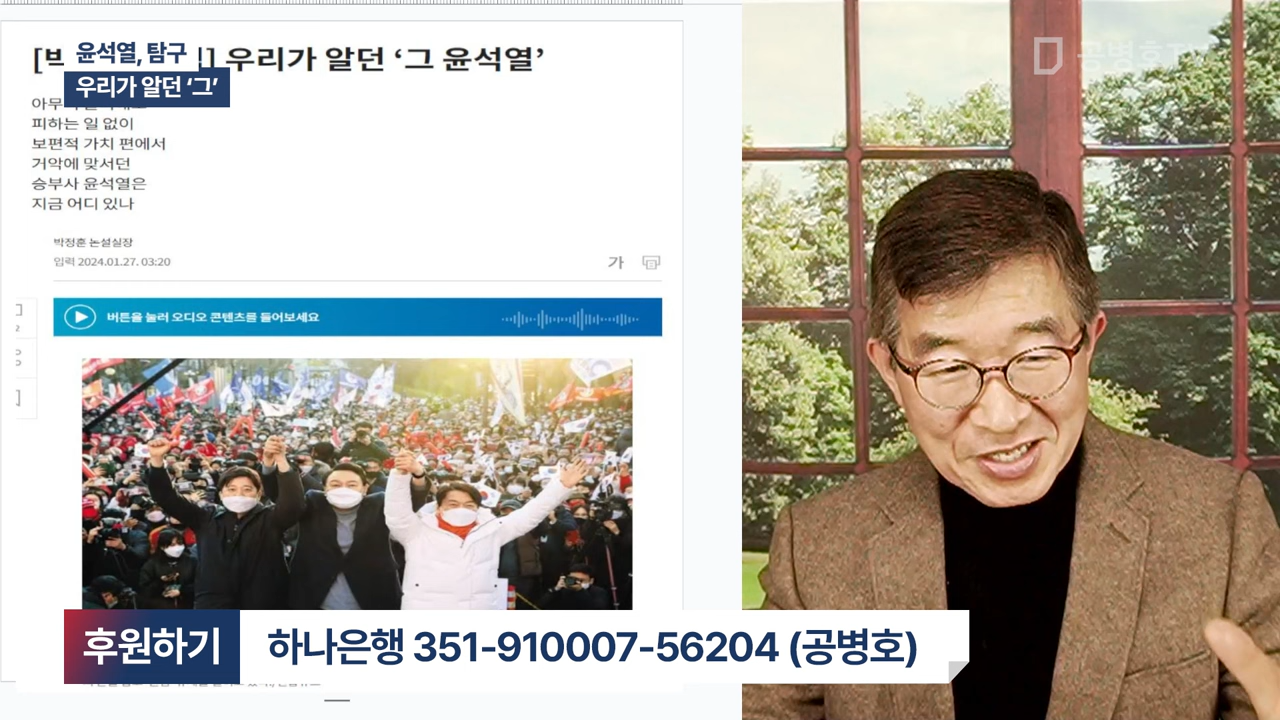 윤석열, 탐구
우리가 알던 ‘그’
우리가 알던 ‘그 윤석열’
피하는 일 없이
보편적 가치 편에서
거악에 맞서던
승부사 윤석열은
지금 어디 있나
박정훈 논설실장
입력 2024.01.27. 03:20
가
버튼을 눌러 오디오 콘텐츠를 들어보세요
공병호TV
후원하기
하나은행 351-910007-56204 (공병호)